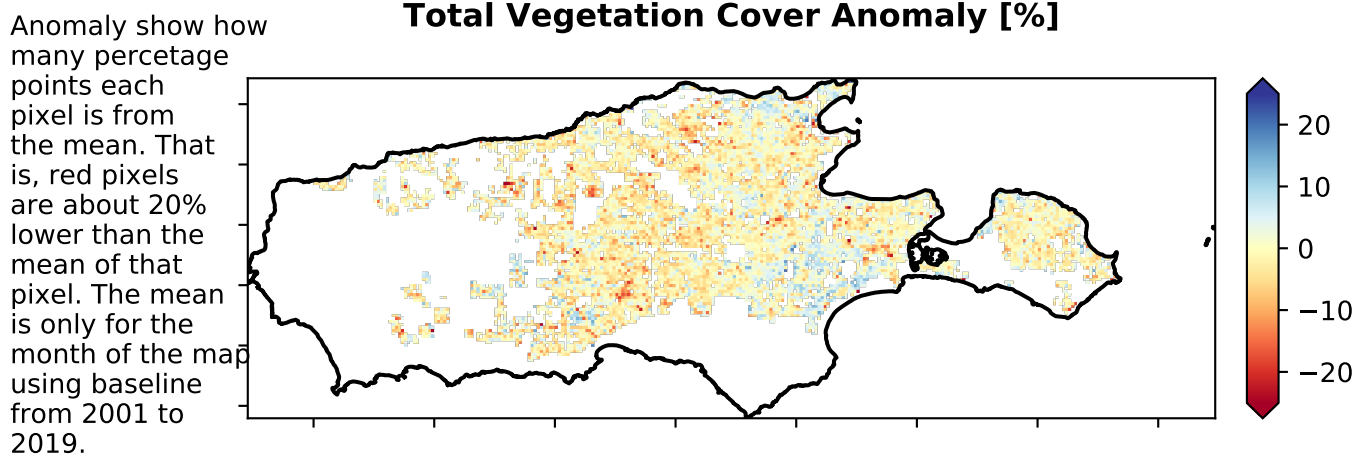 Total Vegetation Cover Anomaly [%]
Anomaly show how
many percetage
points each
pixel is from
the mean. That
is, red pixels
are about 20%
lower than the
mean of that
pixel. The mean
is only for the
month of the map
using baseline
from 2001 to
2019.
20
10
0
−10
−20